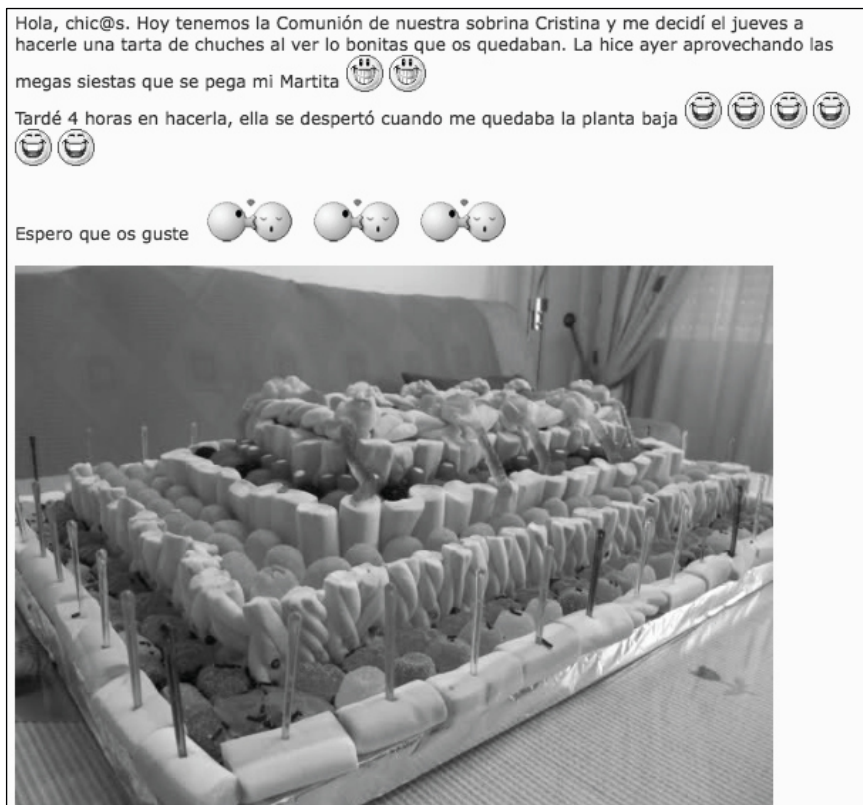 Hola, chic@s. Hoy tenemos la Comunión de nuestra sobrina Cristina y me decidí el jueves a
hacerle una tarta de chuches al ver lo bonitas que os quedaban. La hice ayer aprovechando las
megas siestas que se pega mi Martita
Tardé 4 horas en hacerla, ella se despertó cuando me quedaba la planta baja
Espero que os guste